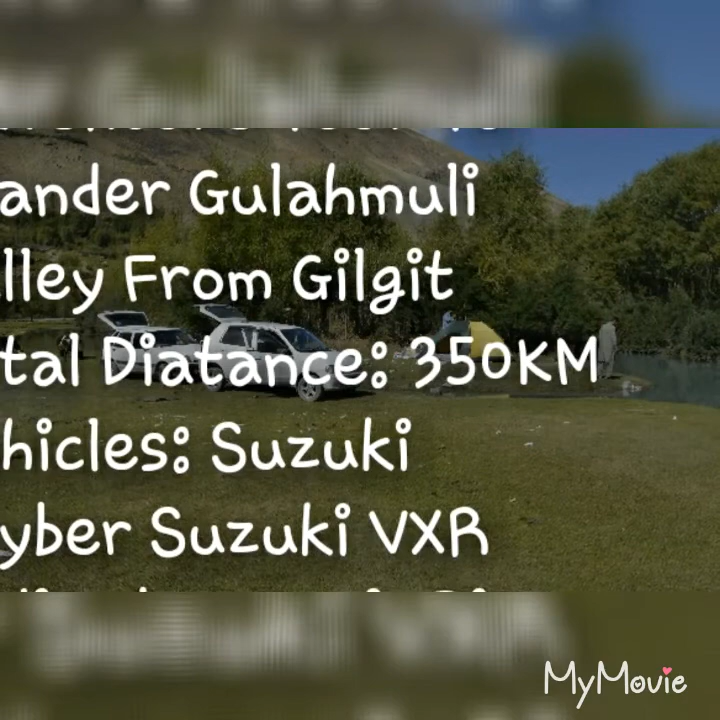 ander Gulahmuli
lley From Gilgit
tal Diatance: 350KM
hicles: Suzuki
yber Suzuki VXR
MyMovie